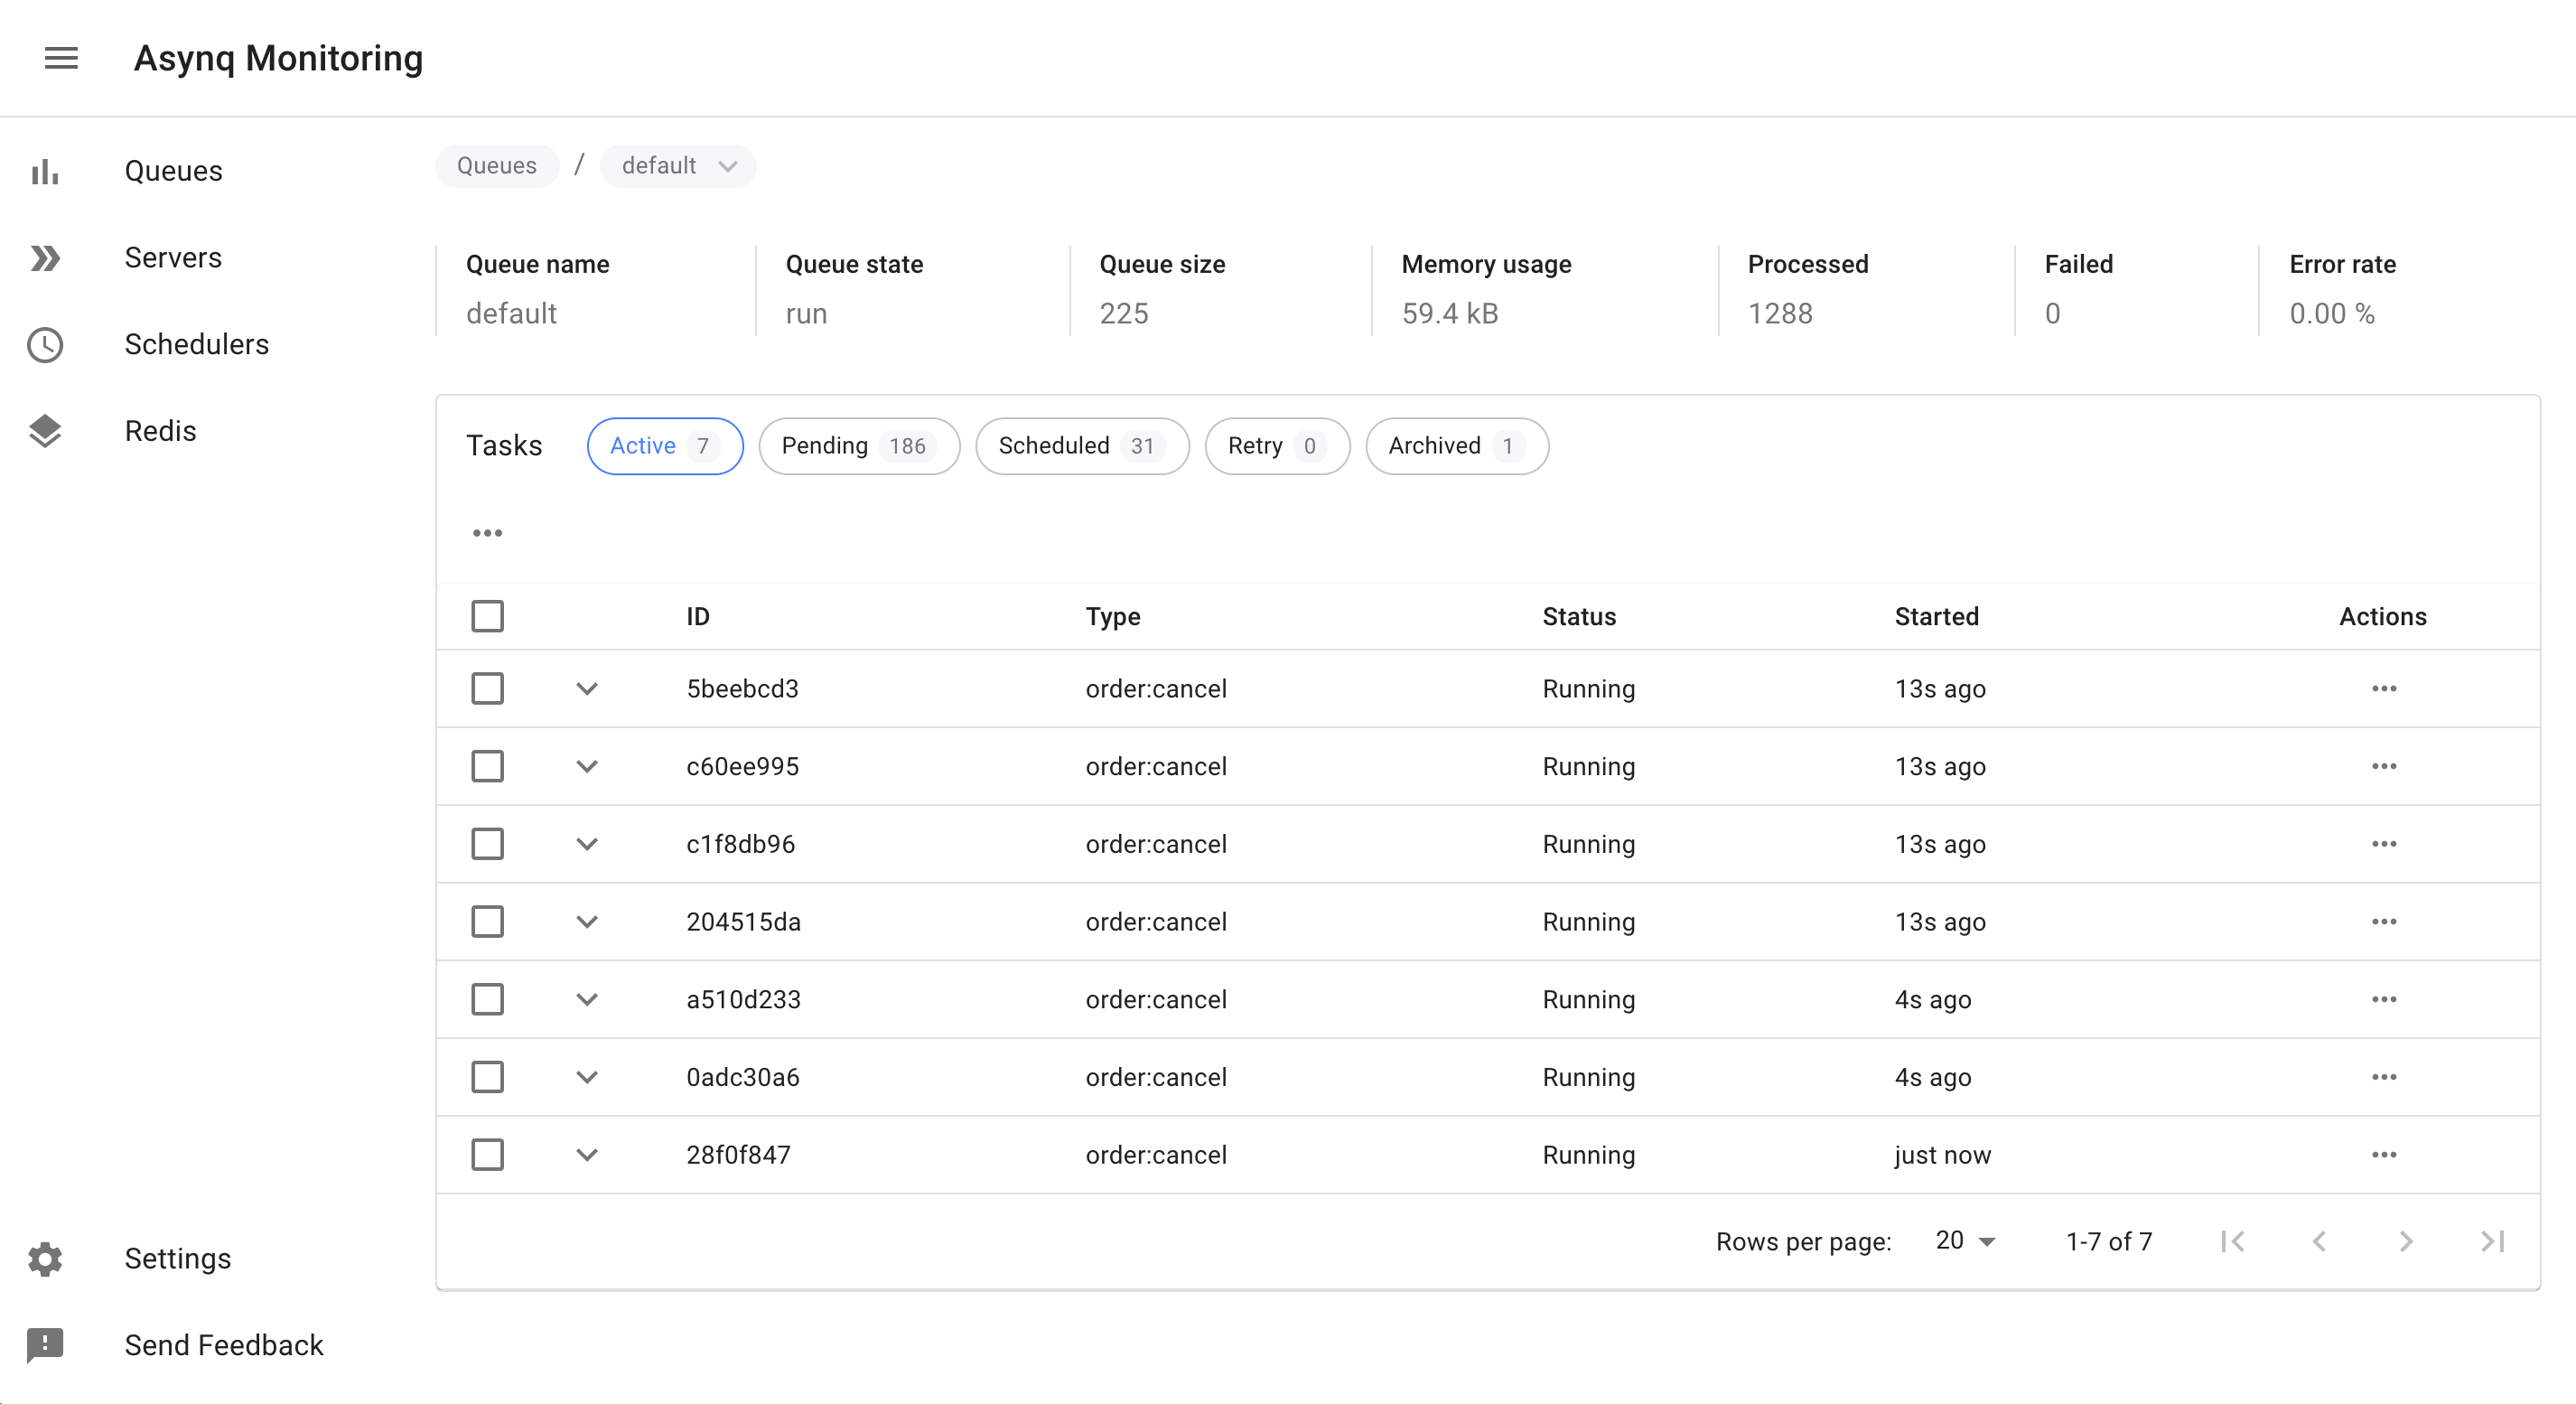 Asynq Monitoring
Queues
Servers
Schedulers
Redis
Settings
Send Feedback
Queues / default
Queue name Queue state Queue size Memory usage Processed Failed Error rate
default run 225 59.4 kB 1288 0 0.00 %
Tasks Active 7 Pending 186 Scheduled 31 Retry 0 Archived 1
ID Type Status Started Actions
5beebcd3 order:cancel Running 13s ago
c60ee995 order:cancel Running 13s ago
c1f8db96 order:cancel Running 13s ago
204515da order:cancel Running 13s ago
a510d233 order:cancel Running 4s ago
0adc30a6 order:cancel Running 4s ago
28f0f847 order:cancel Running just now
Rows per page: 20 1-7 of 7